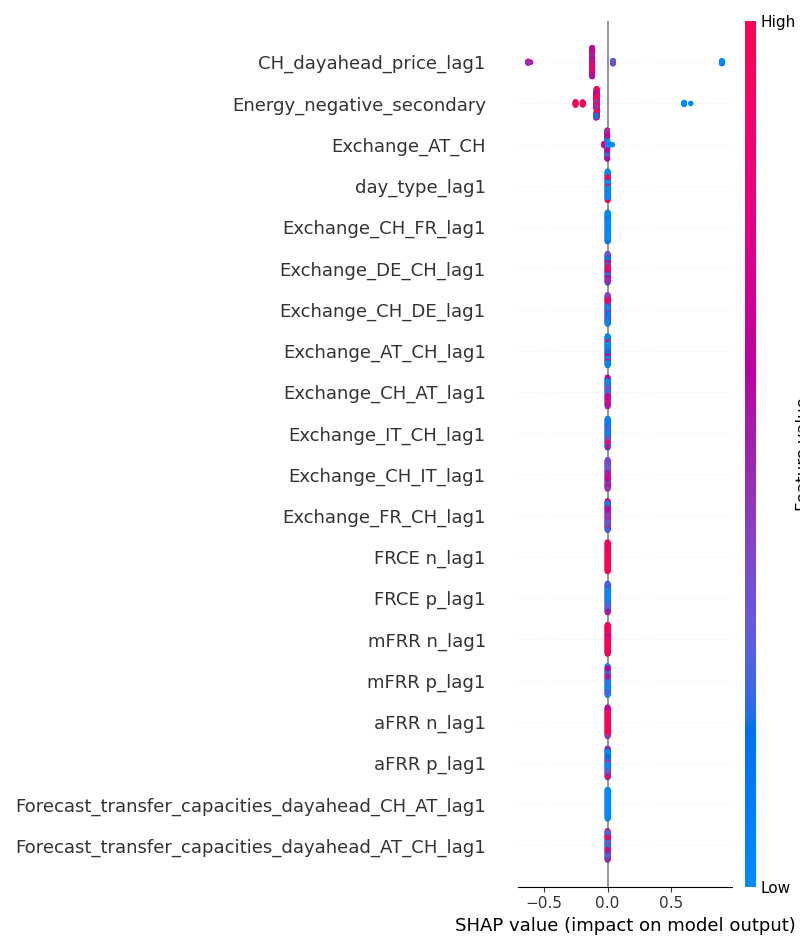 High
CH_dayahead_price_lag1
Energy_negative_secondary
Exchange_AT_CH
day_type_lag1
Exchange_CH_FR_lag1
Exchange_DE_CH_lag1
Exchange_CH_DE_lag1
Exchange_AT_CH_lag1
Exchange_CH_AT_lag1
Exchange_IT_CH_lag1
Exchange_CH_IT_lag1
Exchange_FR_CH_lag1
FRCE n_lag1
FRCE p_lag1
mFRR n_lag1
mFRR p_lag1
aFRR n_lag1
aFRR p_lag1
Forecast_transfer_capacities_dayahead_CH_AT_lag1
Forecast_transfer_capacities_dayahead_AT_CH_lag1
Low
−0.5 0.0 0.5
SHAP value (impact on model output)